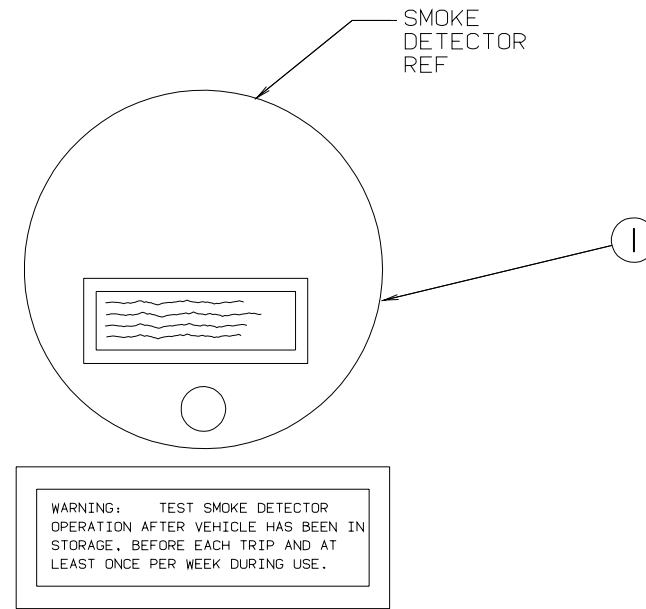 SMOKE
DETECTOR
REF
1
WARNING: TEST SMOKE DETECTOR
OPERATION AFTER VEHICLE HAS BEEN IN
STORAGE, BEFORE EACH TRIP AND AT
LEAST ONCE PER WEEK DURING USE.